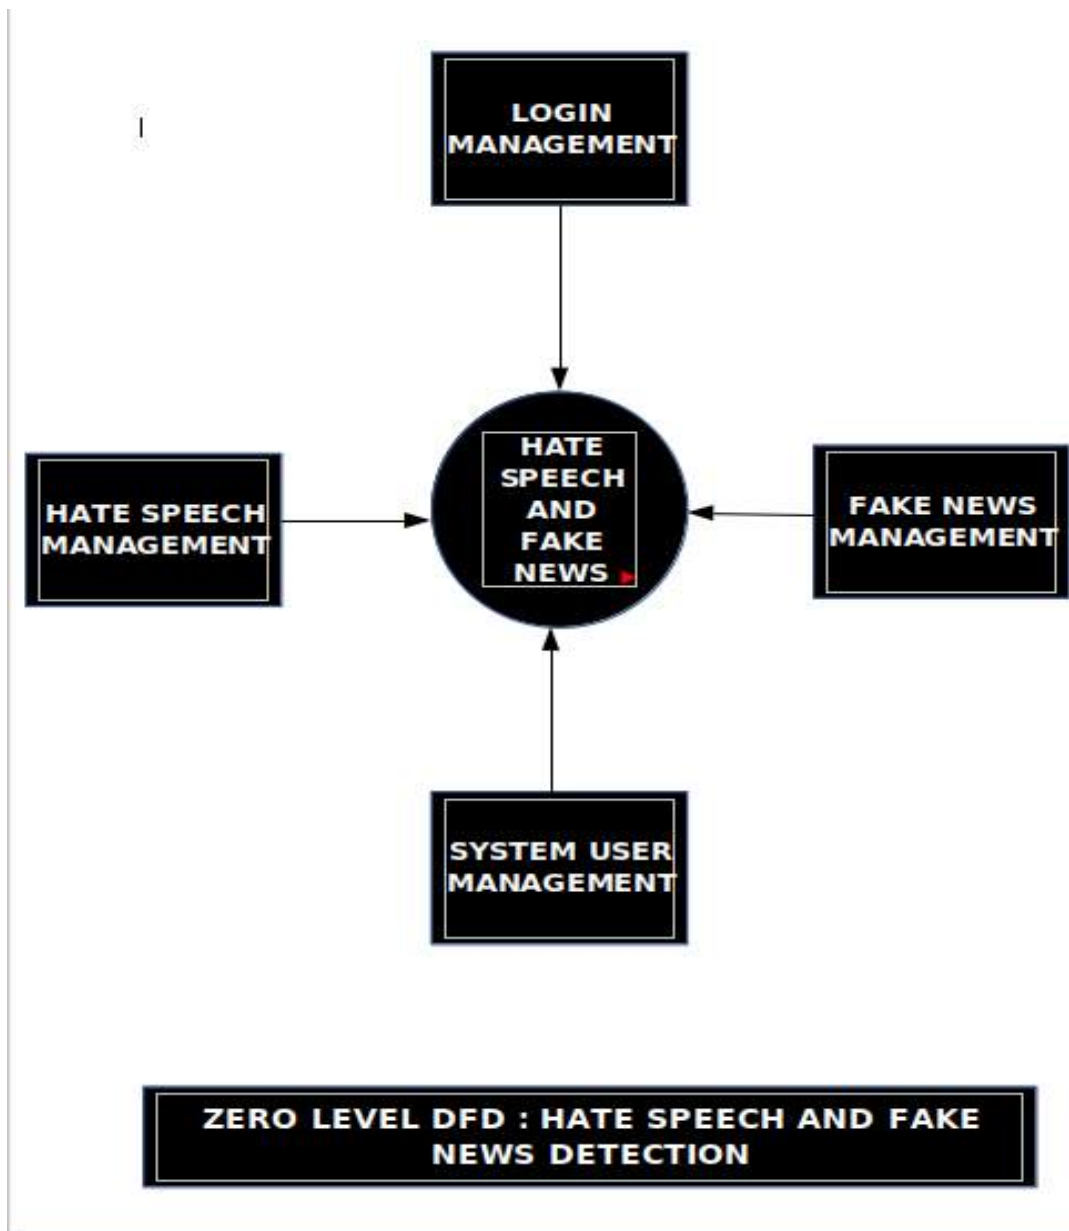 LOGIN
MANAGEMENT
HATE SPEECH
MANAGEMENT
HATE
SPEECH
AND
FAKE
NEWS
FAKE NEWS
MANAGEMENT
SYSTEM USER
MANAGEMENT
ZERO LEVEL DFD : HATE SPEECH AND FAKE
NEWS DETECTION